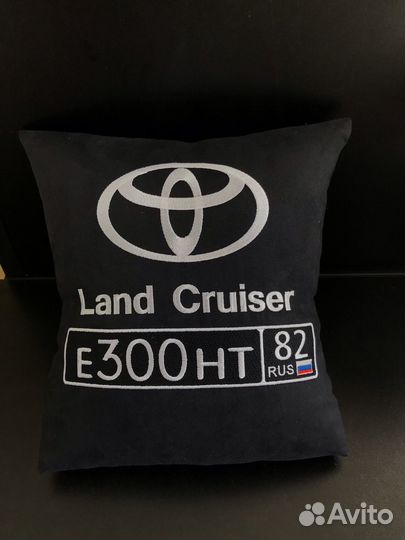 Land Cruiser
Е300НТ 82
RUS
Avito